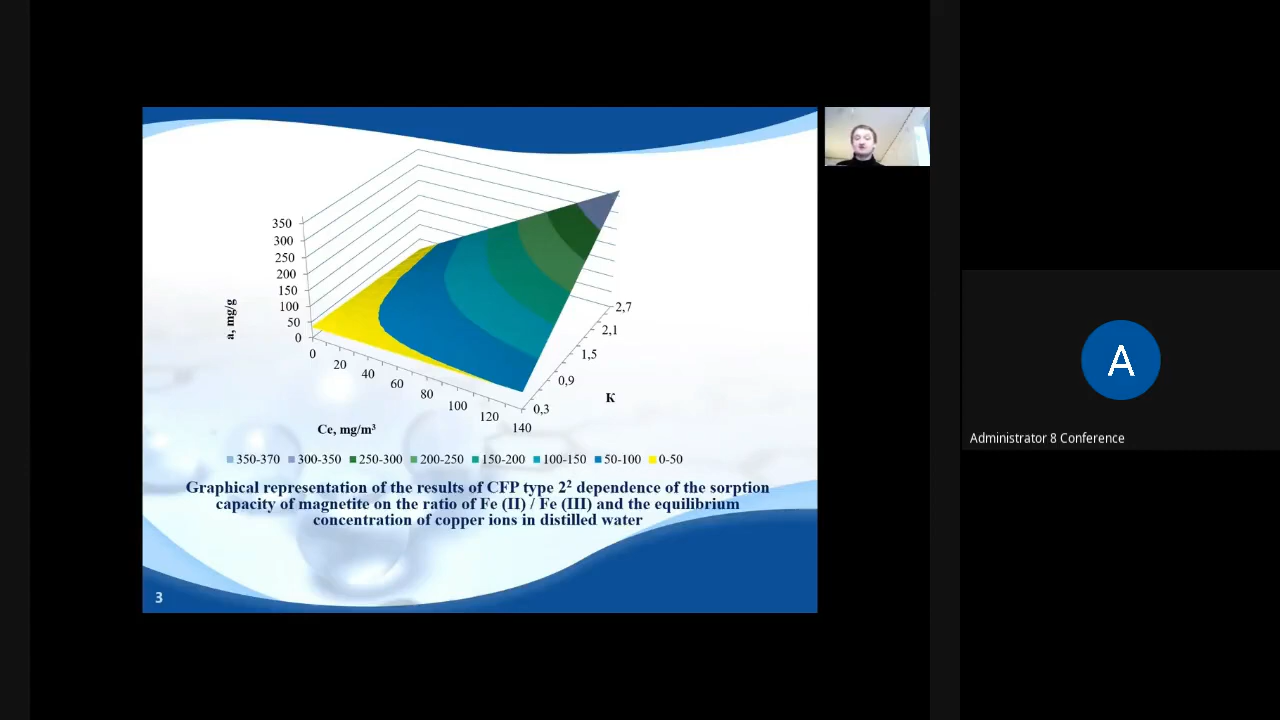 350
300
250
200
150
100
50
0
a, mg/g
0
20
40
60
80
100
120
140
Ce, mg/m³
2,7
2,1
1,5
0,9
0,3
K
350-370 300-350 250-300 200-250 150-200 100-150 50-100 0-50
Graphical representation of the results of CFP type 2² dependence of the sorption
capacity of magnetite on the ratio of Fe (II) / Fe (III) and the equilibrium
concentration of copper ions in distilled water
3
A
Administrator 8 Conference